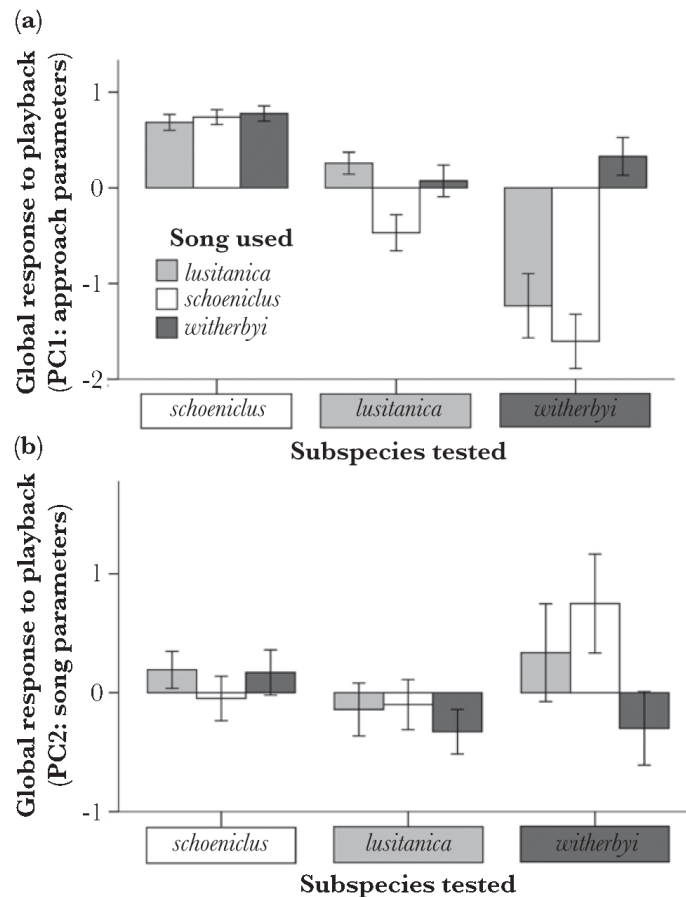 (a)
Global response to playback
(PC1: approach parameters)
1
0
-1
-2
Song used
lusitanica
schoeniclus
witherbyi
schoeniclus
lusitanica
witherbyi
Subspecies tested
(b)
Global response to playback
(PC2: song parameters)
1
0
-1
schoeniclus
lusitanica
witherbyi
Subspecies tested